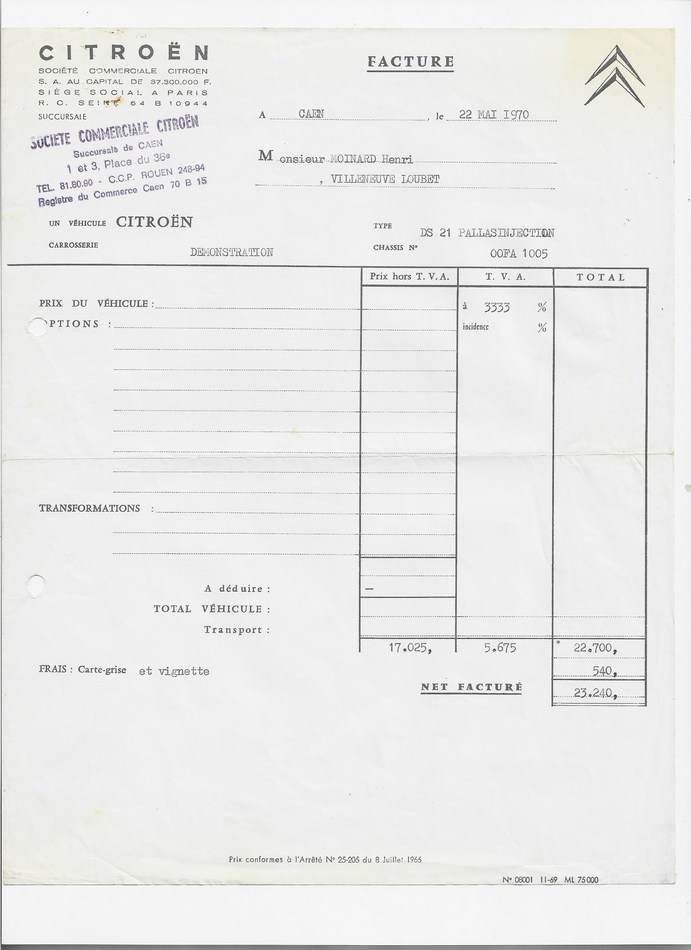 CITROËN
SOCIÉTÉ COMMERCIALE CITROEN
S. A. AU CAPITAL DE 37.300.000 F.
SIÈGE SOCIAL A PARIS
R. C. SEINE 64 B 10944
SUCCURSALE
SOCIETE COMMERCIALE CITROËN
Succursale de CAEN
1 et 3, Place du 36e
TEL. 81.80.90 - C.C.P. ROUEN 248-94
Registre du Commerce Caen 70 B 15
FACTURE
A CAEN , le 22 MAI 1970
Monsieur MOINARD Henri
, VILLENEUVE LOUBET
UN VÉHICULE CITROËN
CARROSSERIE DEMONSTRATION
TYPE DS 21 PALLASINJECTION
CHASSIS N° OOFA 1005
Prix hors T. V. A. T. V. A. TOTAL
PRIX DU VÉHICULE : à 3333 %
OPTIONS : incidence %
TRANSFORMATIONS :
A déduire : —
TOTAL VÉHICULE :
Transport :
17.025, 5.675 * 22.700,
FRAIS : Carte-grise et vignette 540,
NET FACTURÉ 23.240,
Prix conformes à l'Arrêté N° 25-205 du 8 Juillet 1966
N° 08001 11-69 ML 75000